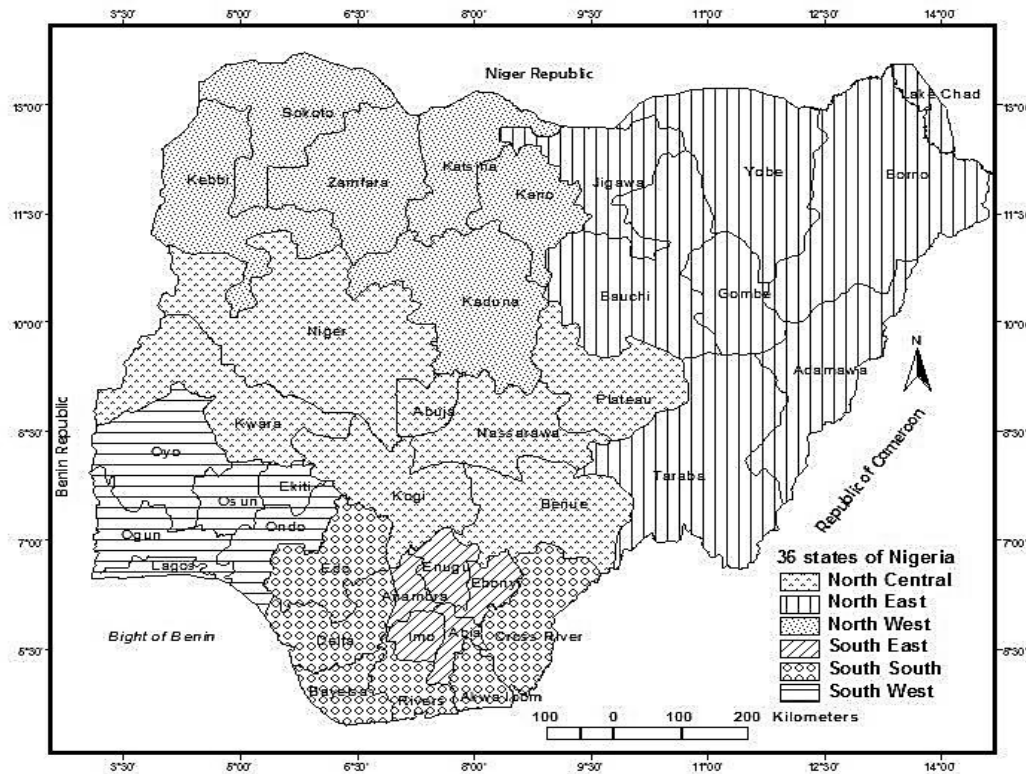 3°30' 5°00' 6°30' 8°00' 9°30' 11°00' 12°30' 14°00'
Niger Republic
Lake Chad
13°00' 13°00'
Sokoto
Katsina
Yobe
Borno
Kebbi
Zamfara
Kano
Jigawa
11°30' 11°30'
Bauchi
Gombe
Kaduna
10°00' 10°00'
Niger
Adamawa
N
Plateau
Abuja
Benin Republic
Kwara
Nassarawa
8°30' 8°30'
Oyo
Republic of Cameroon
Taraba
Ekiti
Osun
Kogi
Benue
Ondo
Ogun
7°00' 7°00'
36 states of Nigeria
Lagos
Edo
Enugu
Ebonyi
North Central
Anambra
North East
North West
Bight of Benin
Delta
Imo
Abia
Cross River
South East
5°30' 8°30'
South South
Bayelsa
Rivers
Akwa Ibom
South West
100 0 100 200 Kilometers
3°30' 5°00' 6°30' 8°00' 9°30' 11°00' 12°30' 14°00'